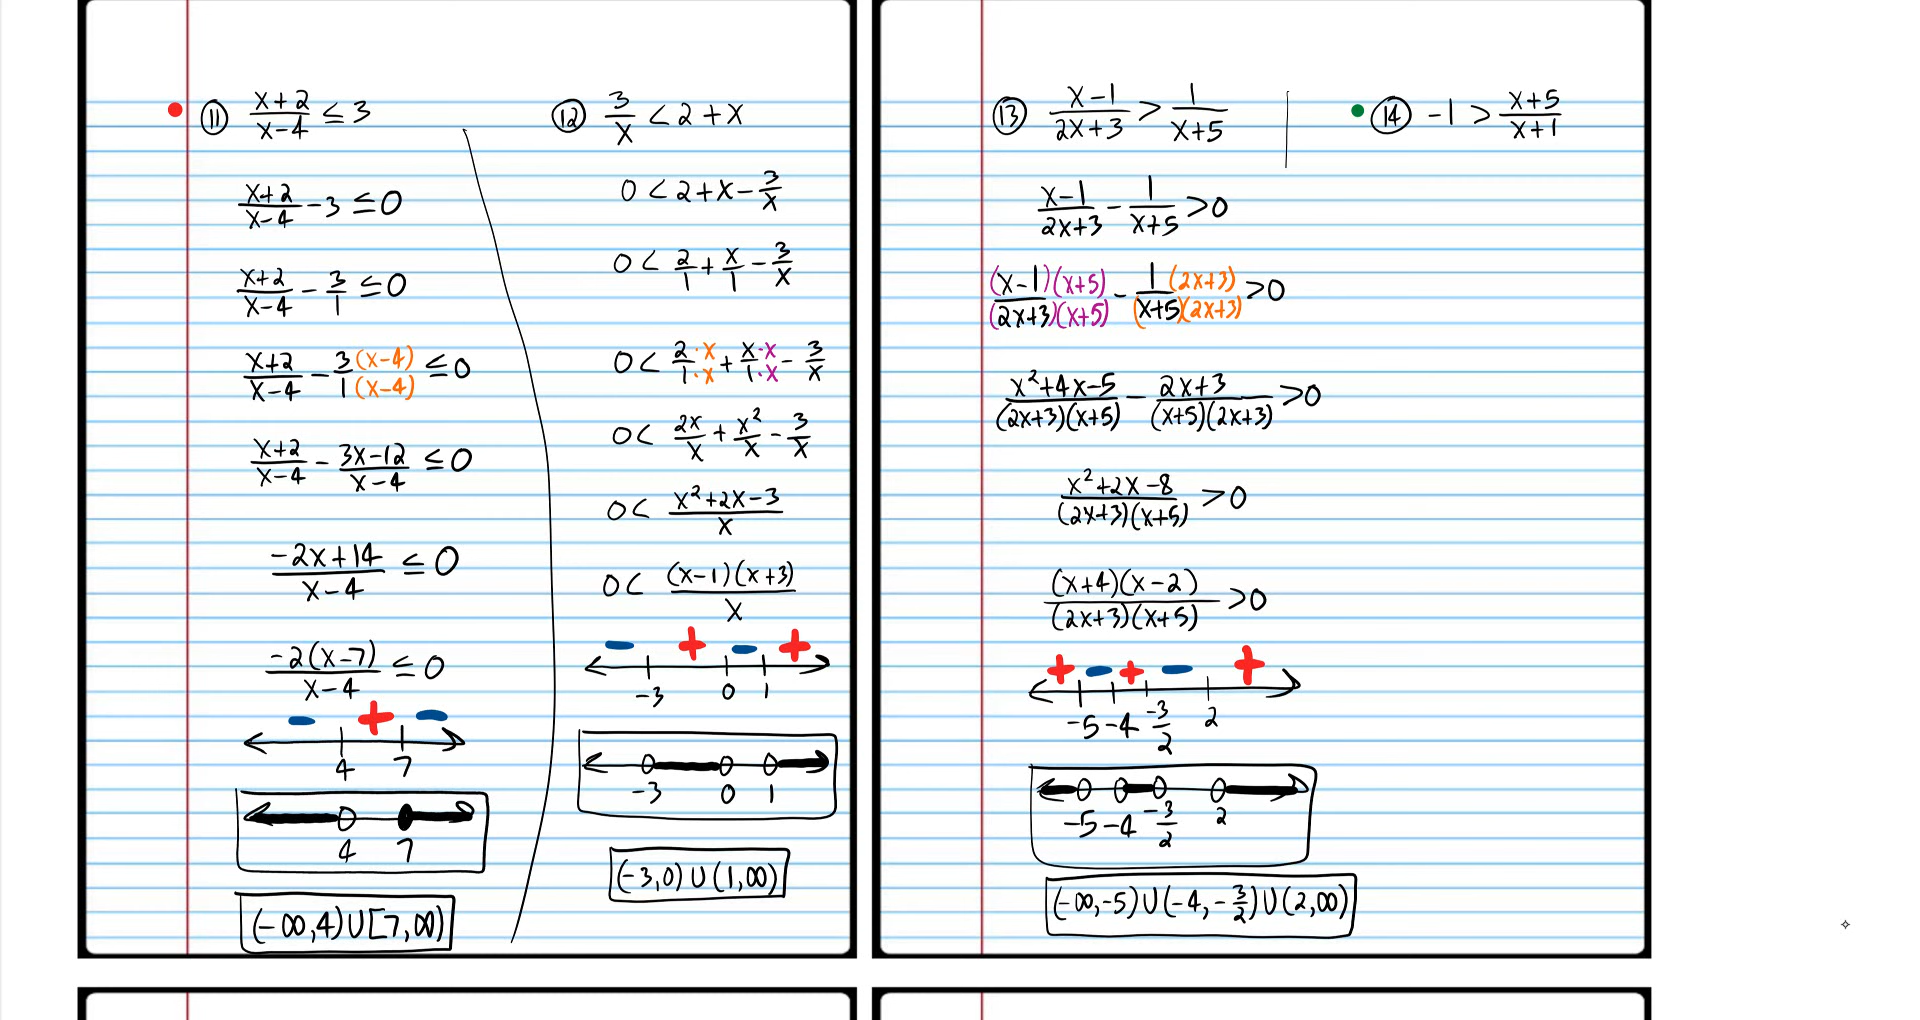 ⑪ (x+2)/(x-4) ≤ 3
(x+2)/(x-4) - 3 ≤ 0
(x+2)/(x-4) - 3/1 ≤ 0
(x+2)/(x-4) - 3(x-4)/1(x-4) ≤ 0
(x+2)/(x-4) - (3x-12)/(x-4) ≤ 0
(-2x+14)/(x-4) ≤ 0
-2(x-7)/(x-4) ≤ 0
- + -
4 7
4 7
(-∞,4)∪[7,∞)
⑫ 3/x < 2+x
0 < 2+x-3/x
0 < 2/1 + x/1 - 3/x
0 < 2·x/1·x + x·x/1·x - 3/x
0 < 2x/x + x²/x - 3/x
0 < (x²+2x-3)/x
0 < (x-1)(x+3)/x
- + - +
-3 0 1
-3 0 1
(-3,0)∪(1,∞)
⑬ (x-1)/(2x+3) > 1/(x+5)
(x-1)/(2x+3) - 1/(x+5) > 0
(x-1)(x+5)/(2x+3)(x+5) - 1(2x+3)/(x+5)(2x+3) > 0
(x²+4x-5)/(2x+3)(x+5) - (2x+3)/(x+5)(2x+3) > 0
(x²+2x-8)/(2x+3)(x+5) > 0
(x+4)(x-2)/(2x+3)(x+5) > 0
+ - + - +
-5 -4 -3/2 2
-5 -4 -3/2 2
(-∞,-5)∪(-4,-3/2)∪(2,∞)
⑭ -1 > (x+5)/(x+1)